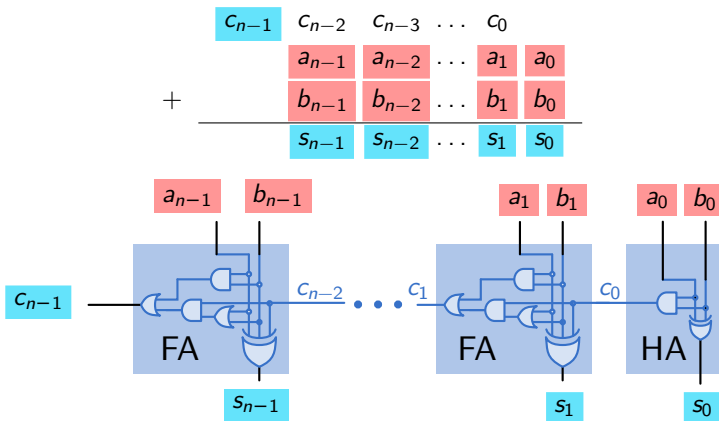 c_{n−1} c_{n−2} c_{n−3} ... c_0
a_{n−1} a_{n−2} ... a_1 a_0
+ b_{n−1} b_{n−2} ... b_1 b_0
s_{n−1} s_{n−2} ... s_1 s_0
a_{n−1} b_{n−1} a_1 b_1 a_0 b_0
c_{n−1} c_{n−2} c_1 c_0
FA FA HA
s_{n−1} s_1 s_0